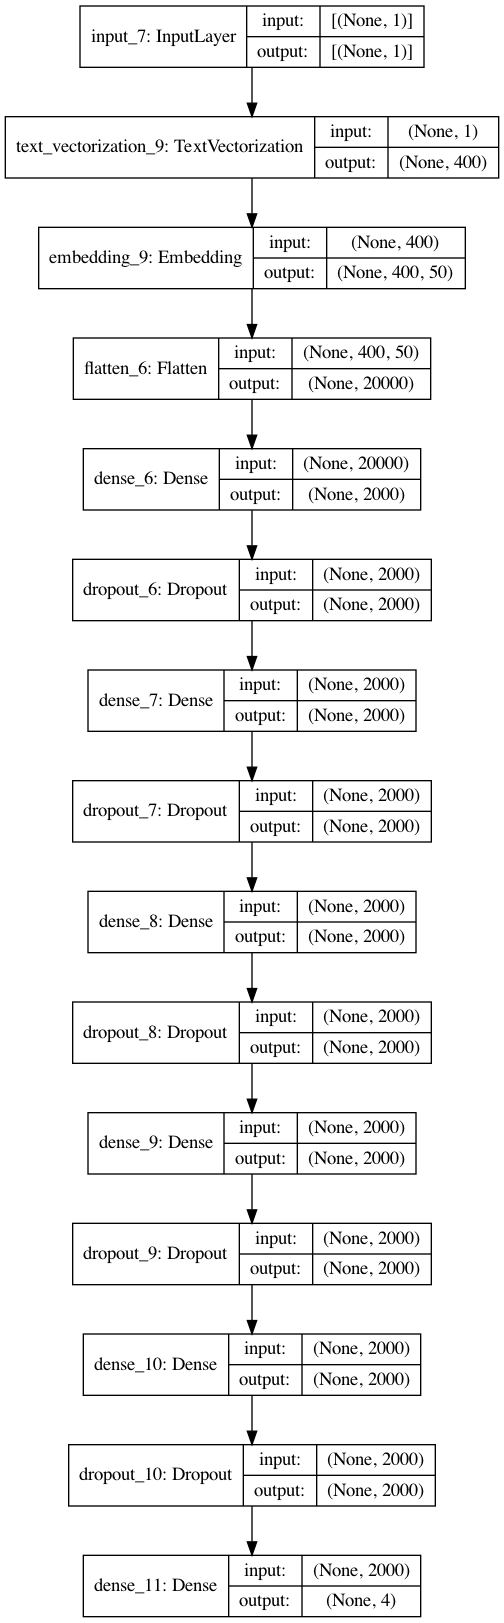 input_7: InputLayer
input: [(None, 1)]
output: [(None, 1)]
text_vectorization_9: TextVectorization
input: (None, 1)
output: (None, 400)
embedding_9: Embedding
input: (None, 400)
output: (None, 400, 50)
flatten_6: Flatten
input: (None, 400, 50)
output: (None, 20000)
dense_6: Dense
input: (None, 20000)
output: (None, 2000)
dropout_6: Dropout
input: (None, 2000)
output: (None, 2000)
dense_7: Dense
input: (None, 2000)
output: (None, 2000)
dropout_7: Dropout
input: (None, 2000)
output: (None, 2000)
dense_8: Dense
input: (None, 2000)
output: (None, 2000)
dropout_8: Dropout
input: (None, 2000)
output: (None, 2000)
dense_9: Dense
input: (None, 2000)
output: (None, 2000)
dropout_9: Dropout
input: (None, 2000)
output: (None, 2000)
dense_10: Dense
input: (None, 2000)
output: (None, 2000)
dropout_10: Dropout
input: (None, 2000)
output: (None, 2000)
dense_11: Dense
input: (None, 2000)
output: (None, 4)